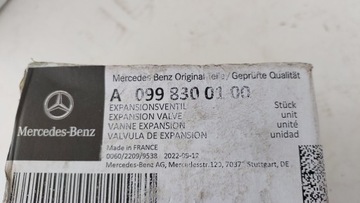 Mercedes Benz Original Teile / Geprüfte Qualität
A 099 830 01 00
EXPANSIONSVENTIL Stück
EXPANSION VALVE unit
VANNE EXPANSION unité
VALVULA DE EXPANSION unidad
Mercedes-Benz
Made in FRANCE
0060/2209/9538 2022-09-12
Mercedes-Benz AG, Mercedesstr.120, 70372 Stuttgart, DE